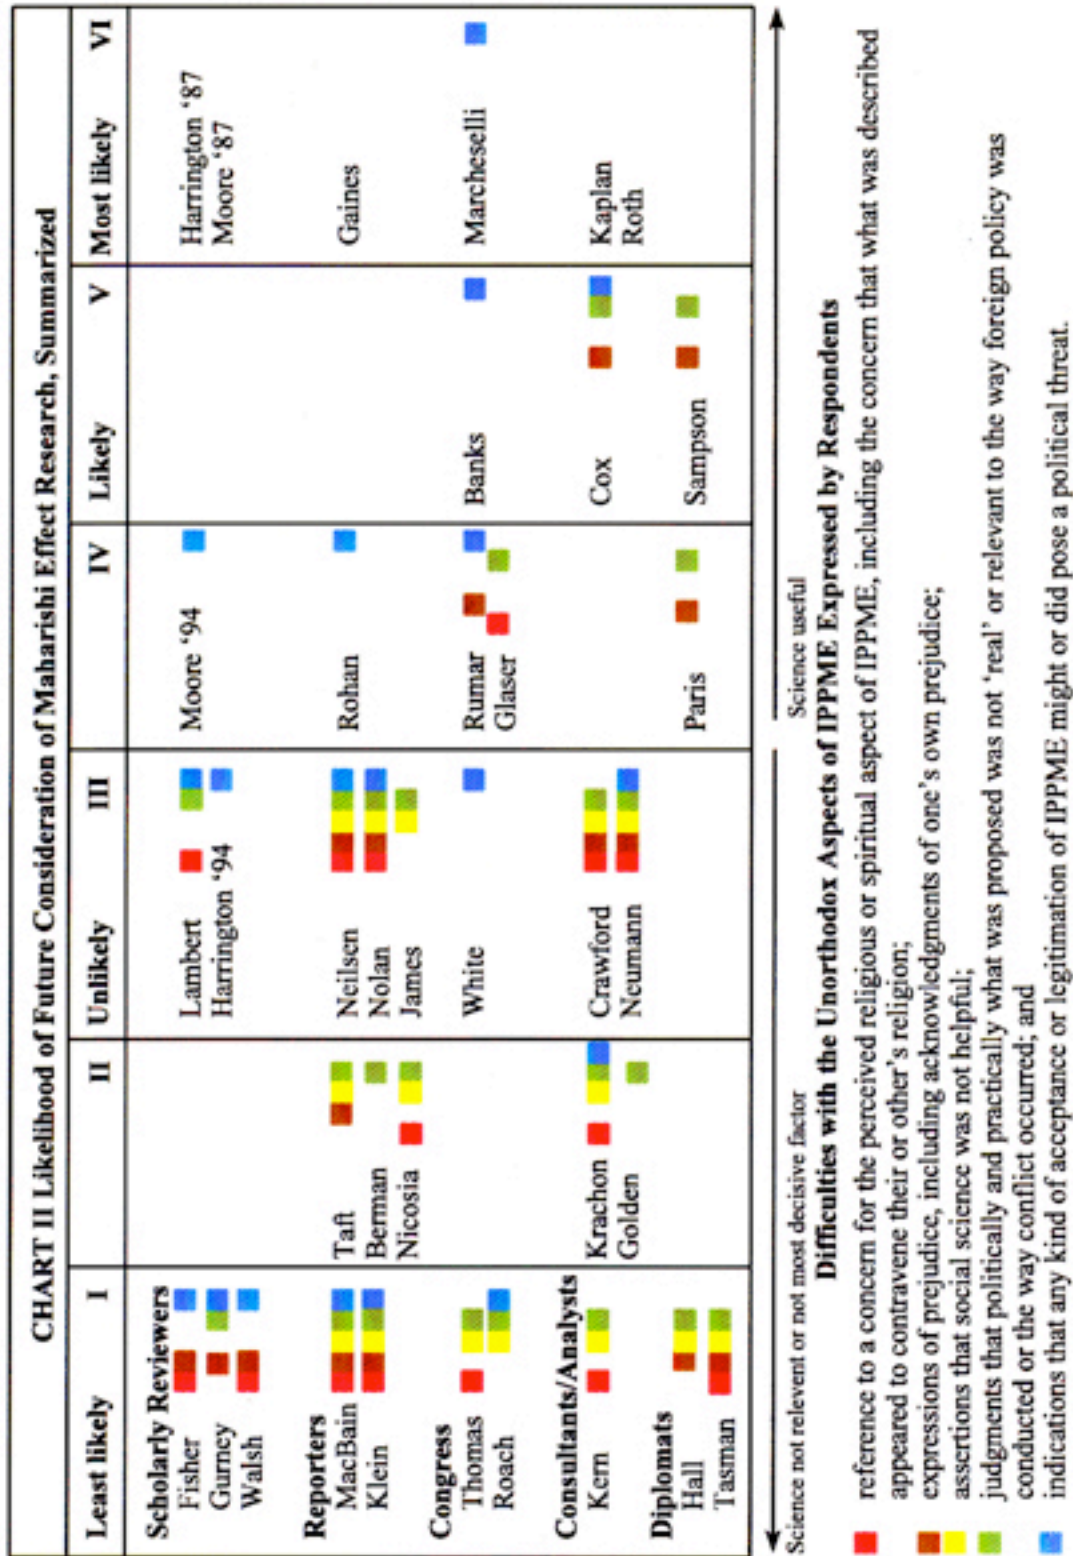 CHART II Likelihood of Future Consideration of Maharishi Effect Research, Summarized
Least likely I
II
Unlikely III
IV
Likely V
Most likely VI
Scholarly Reviewers
Fisher
Gurney
Walsh
Lambert
Harrington ‘94
Moore ‘94
Harrington ‘87
Moore ‘87
Reporters
MacBain
Klein
Taft
Berman
Nicosia
Neilsen
Nolan
James
Rohan
Gaines
Congress
Thomas
Roach
White
Rumar
Glaser
Banks
Marcheselli
Consultants/Analysts
Kern
Krachon
Golden
Crawford
Neumann
Cox
Kaplan
Roth
Diplomats
Hall
Tasman
Paris
Sampson
Science not relevent or not most decisive factor
Science useful
Difficulties with the Unorthodox Aspects of IPPME Expressed by Respondents
reference to a concern for the perceived religious or spiritual aspect of IPPME, including the concern that what was described
appeared to contravene their or other's religion;
expressions of prejudice, including acknowledgments of one's own prejudice;
assertions that social science was not helpful;
judgments that politically and practically what was proposed was not ‘real’ or relevant to the way foreign policy was
conducted or the way conflict occurred; and
indications that any kind of acceptance or legitimation of IPPME might or did pose a political threat.